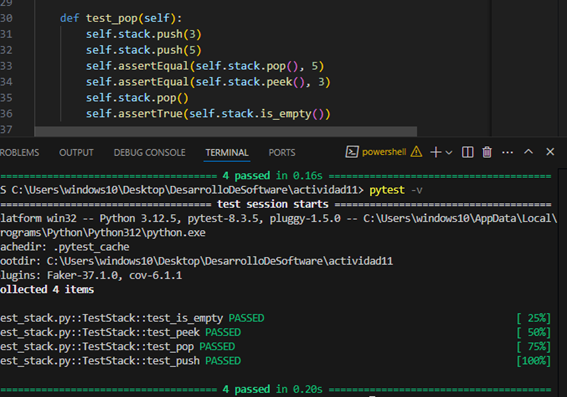 29
30 def test_pop(self):
31 self.stack.push(3)
32 self.stack.push(5)
33 self.assertEqual(self.stack.pop(), 5)
34 self.assertEqual(self.stack.peek(), 3)
35 self.stack.pop()
36 self.assertTrue(self.stack.is_empty())
37
ROBLEMS OUTPUT DEBUG CONSOLE TERMINAL PORTS powershell
=================================== 4 passed in 0.16s ===================================
S C:\Users\windows10\Desktop\DesarrolloDeSoftware\actividad11> pytest -v
================================== test session starts ==================================
latform win32 -- Python 3.12.5, pytest-8.3.5, pluggy-1.5.0 -- C:\Users\windows10\AppData\Local\
rograms\Python\Python312\python.exe
achedir: .pytest_cache
ootdir: C:\Users\windows10\Desktop\DesarrolloDeSoftware\actividad11
lugins: Faker-37.1.0, cov-6.1.1
ollected 4 items
est_stack.py::TestStack::test_is_empty PASSED [ 25%]
est_stack.py::TestStack::test_peek PASSED [ 50%]
est_stack.py::TestStack::test_pop PASSED [ 75%]
est_stack.py::TestStack::test_push PASSED [100%]
=================================== 4 passed in 0.20s ===================================